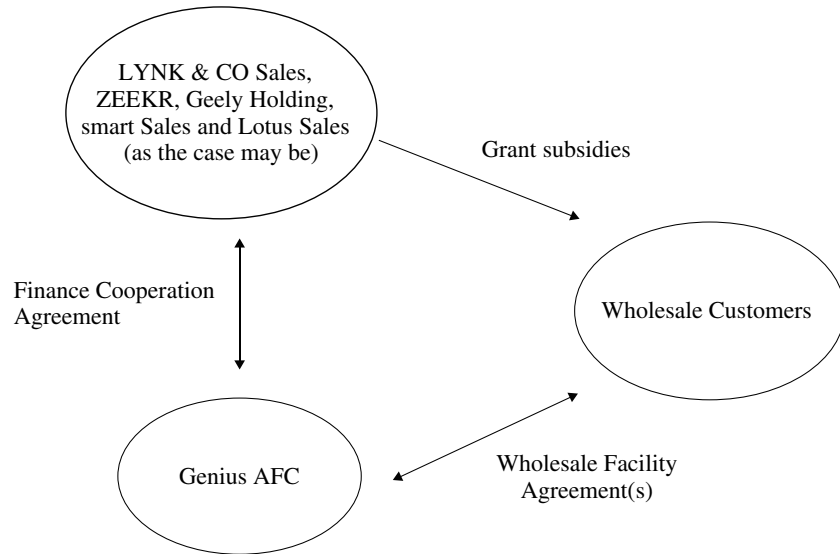 LYNK & CO Sales,
ZEEKR, Geely Holding,
smart Sales and Lotus Sales
(as the case may be)
Grant subsidies
Finance Cooperation
Agreement
Wholesale Customers
Genius AFC
Wholesale Facility
Agreement(s)